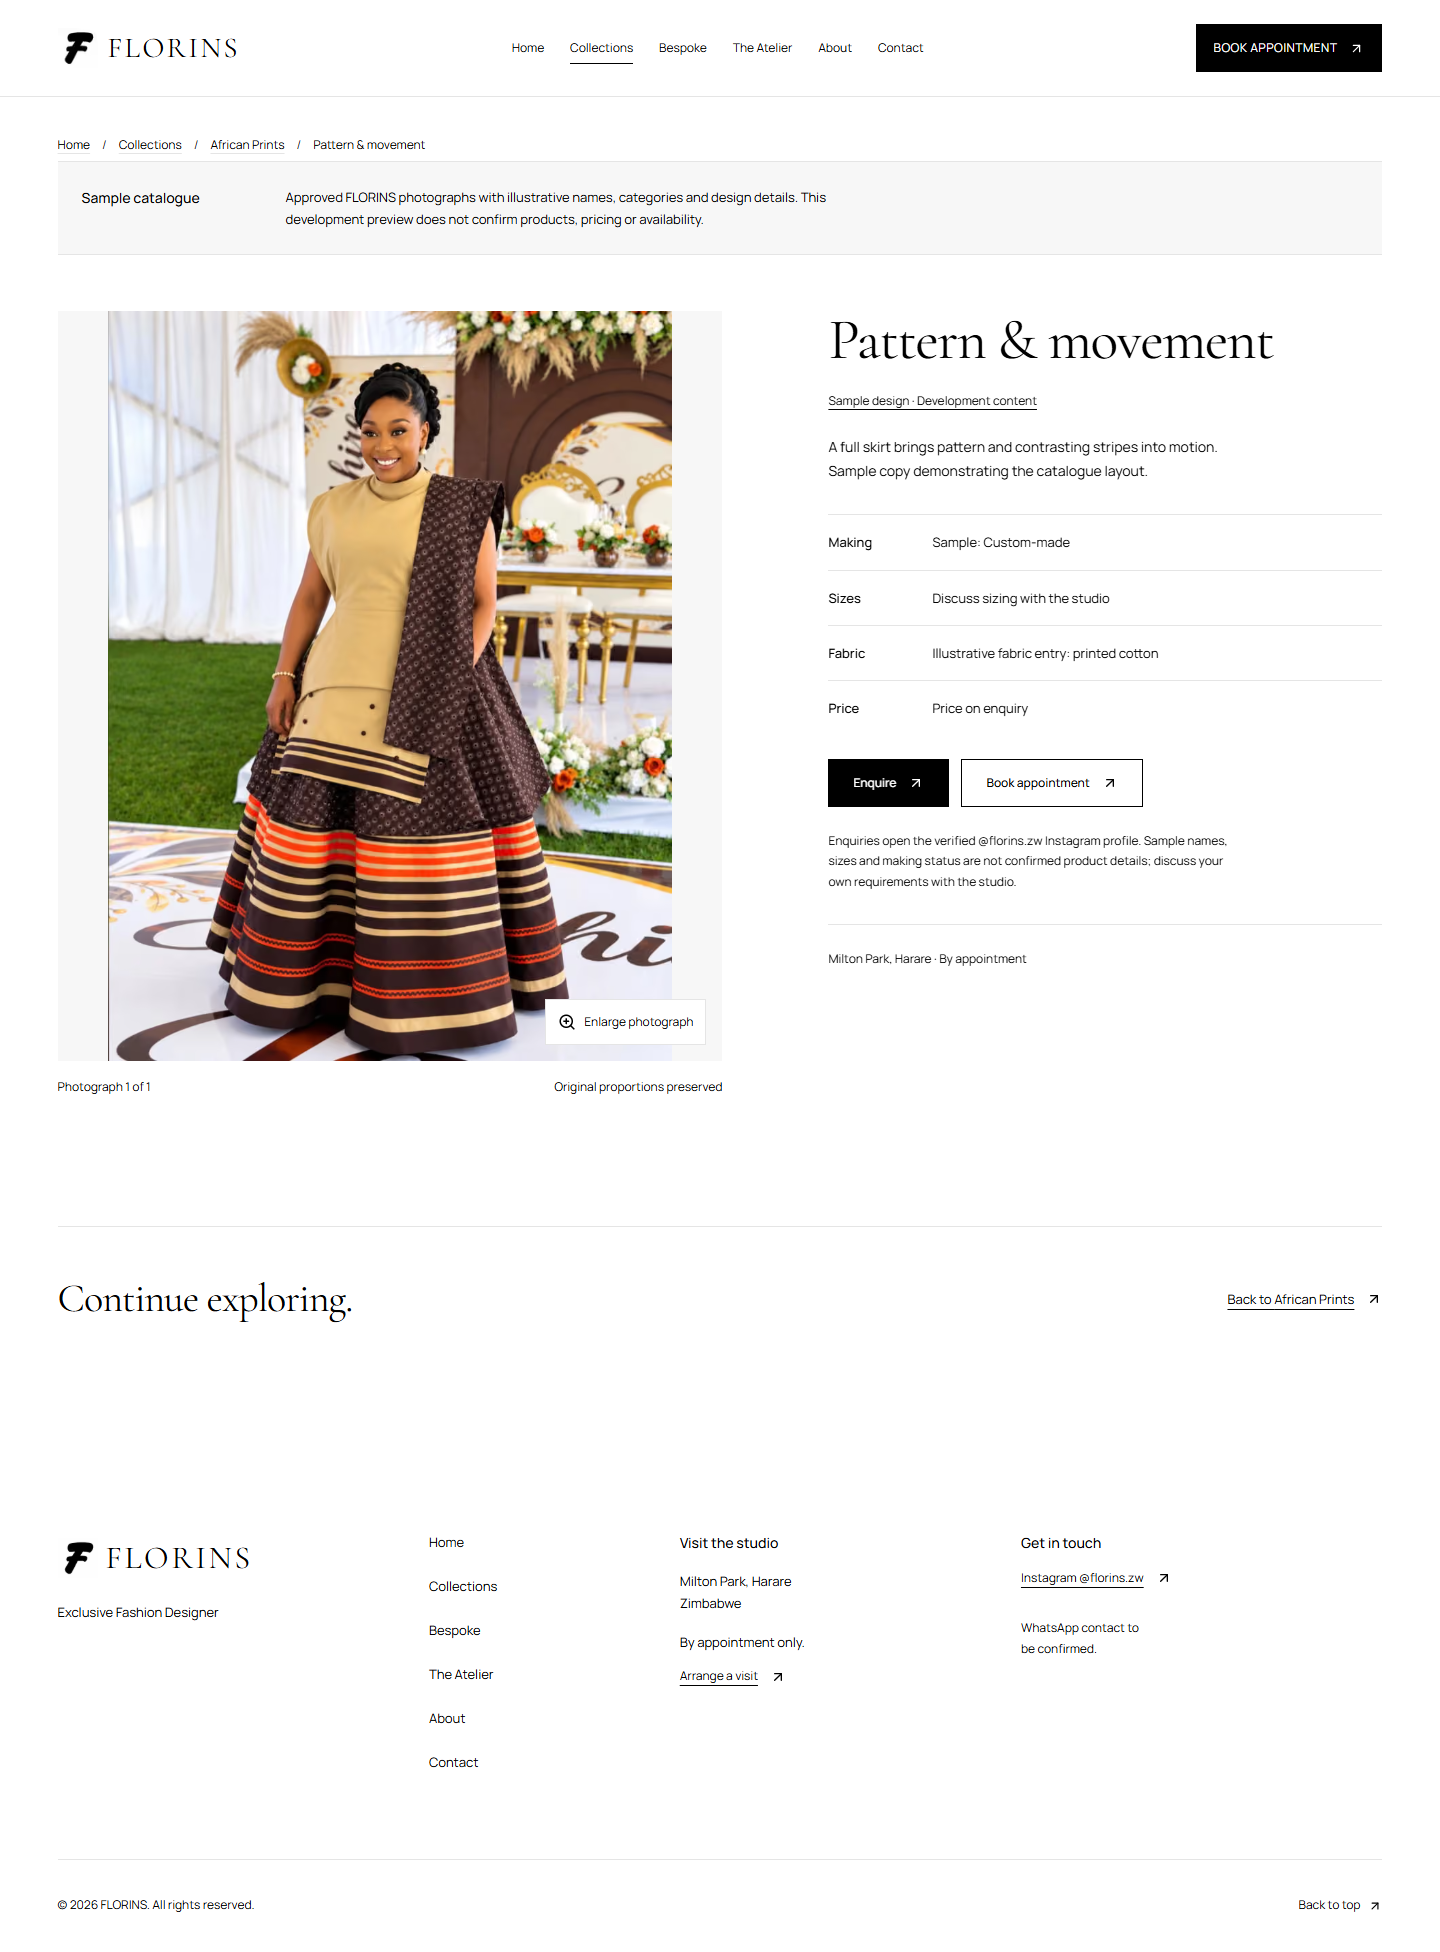 F FLORINS
Home
Collections
Bespoke
The Atelier
About
Contact
BOOK APPOINTMENT
Home / Collections / African Prints / Pattern & movement
Sample catalogue
Approved FLORINS photographs with illustrative names, categories and design details. This
development preview does not confirm products, pricing or availability.
Enlarge photograph
Photograph 1 of 1
Original proportions preserved
Pattern & movement
Sample design · Development content
A full skirt brings pattern and contrasting stripes into motion.
Sample copy demonstrating the catalogue layout.
Making
Sample: Custom-made
Sizes
Discuss sizing with the studio
Fabric
Illustrative fabric entry: printed cotton
Price
Price on enquiry
Enquire
Book appointment
Enquiries open the verified @florins.zw Instagram profile. Sample names,
sizes and making status are not confirmed product details; discuss your
own requirements with the studio.
Milton Park, Harare · By appointment
Continue exploring.
Back to African Prints
F FLORINS
Exclusive Fashion Designer
Home
Collections
Bespoke
The Atelier
About
Contact
Visit the studio
Milton Park, Harare
Zimbabwe
By appointment only.
Arrange a visit
Get in touch
Instagram @florins.zw
WhatsApp contact to
be confirmed.
© 2026 FLORINS. All rights reserved.
Back to top